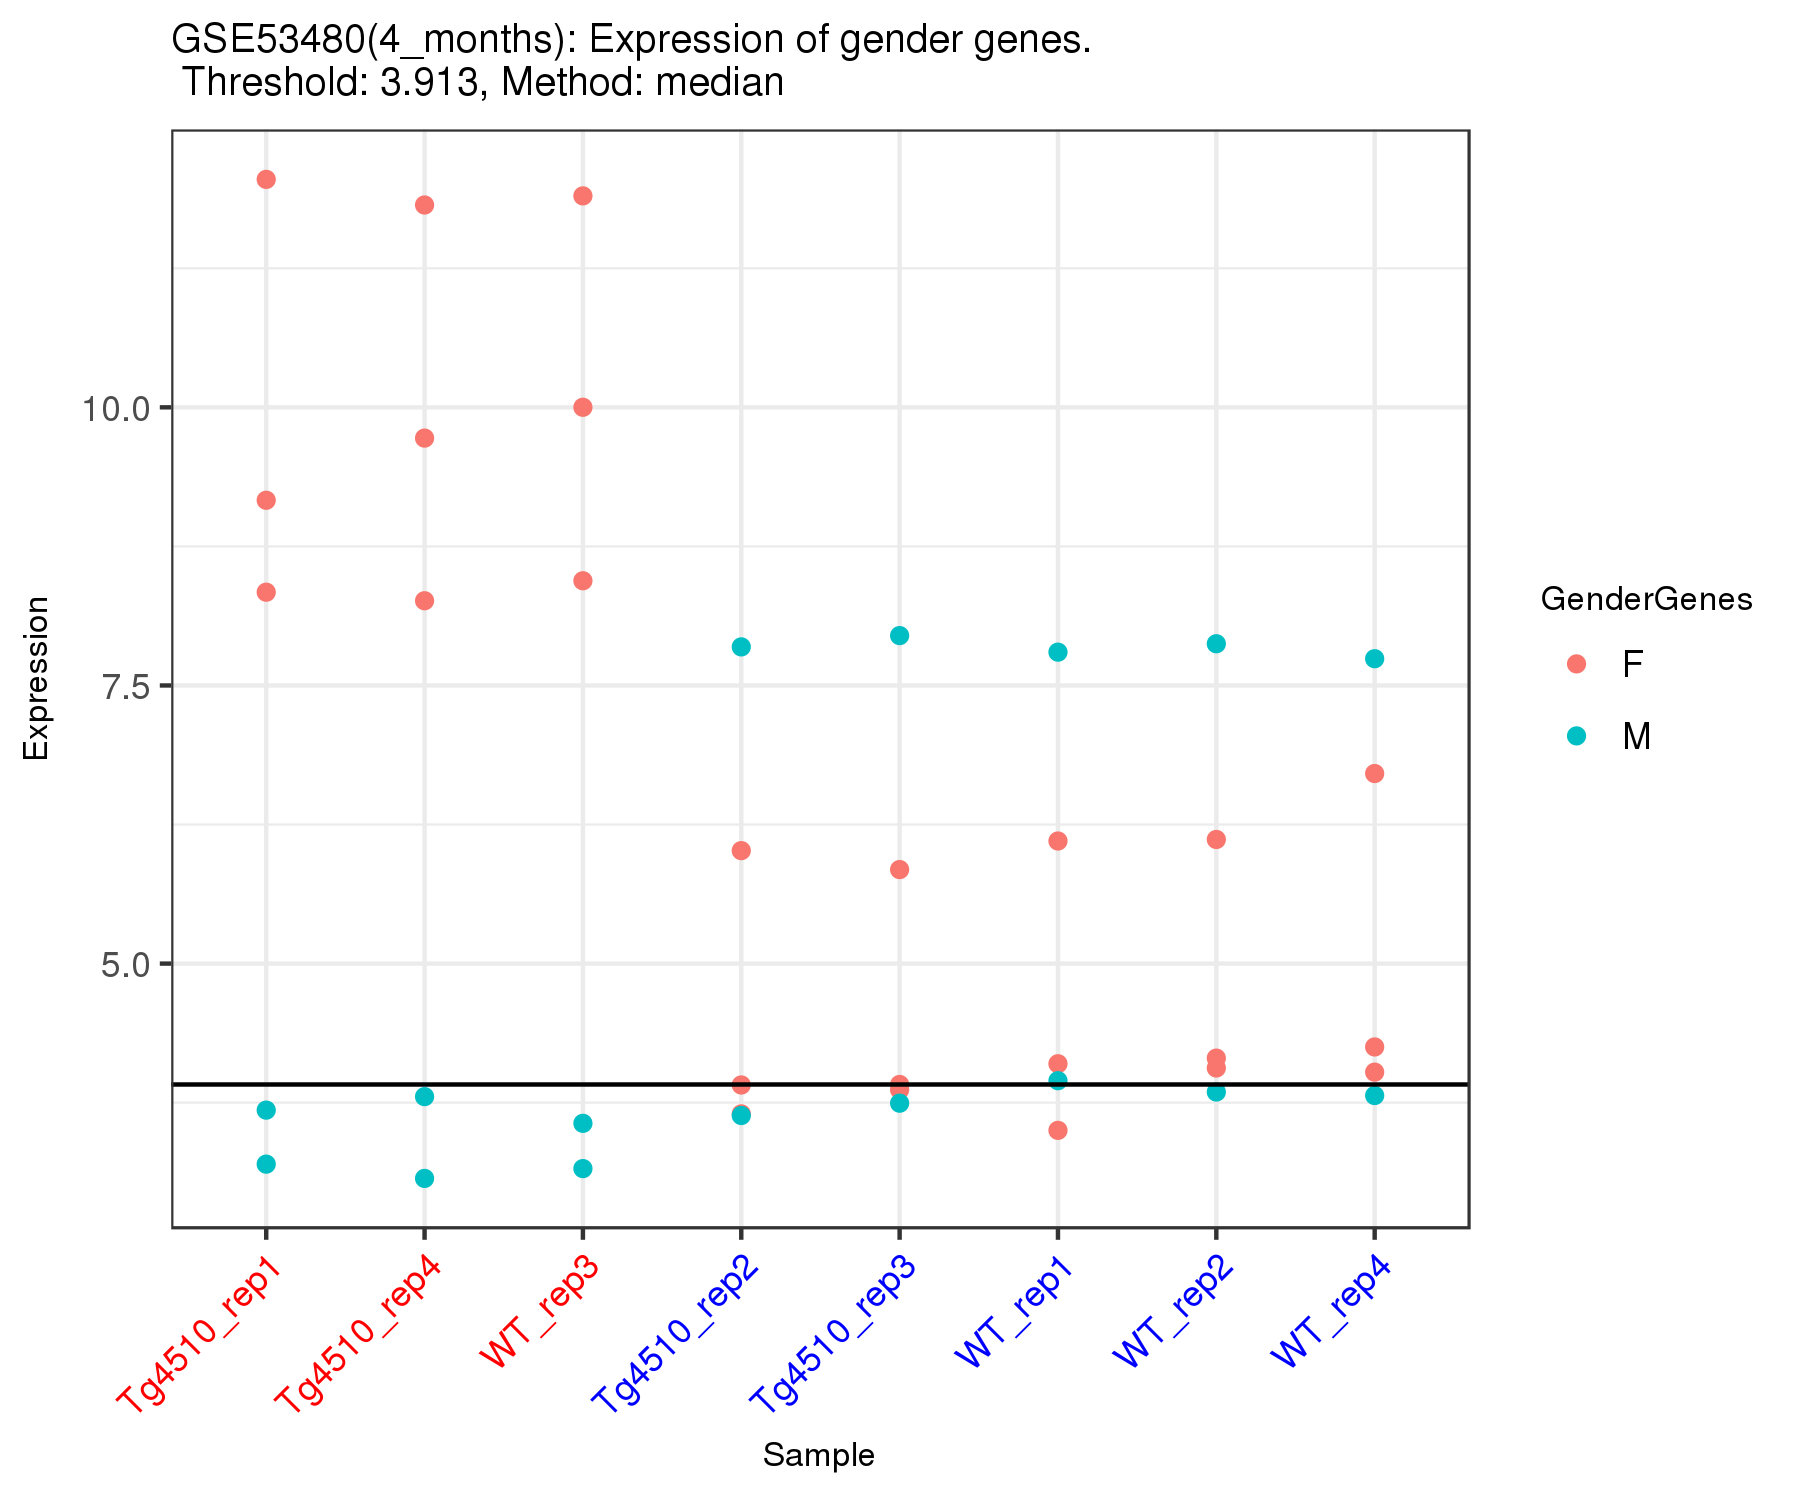 GSE53480(4_months): Expression of gender genes.
Threshold: 3.913, Method: median
10.0
7.5
5.0
Expression
Tg4510_rep1
Tg4510_rep4
WT_rep3
Tg4510_rep2
Tg4510_rep3
WT_rep1
WT_rep2
WT_rep4
Sample
GenderGenes
F
M